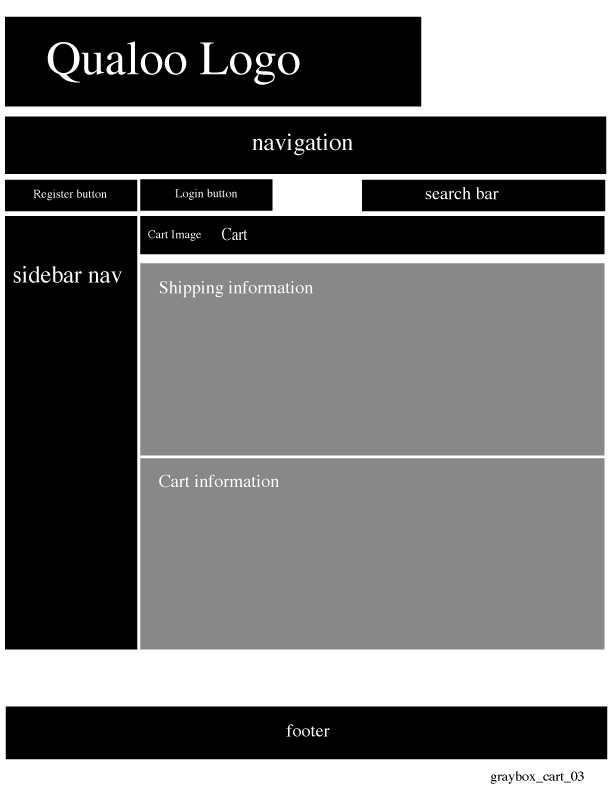 Qualoo Logo
navigation
Register button
Login button
search bar
Cart Image
Cart
sidebar nav
Shipping information
Cart information
footer
graybox_cart_03